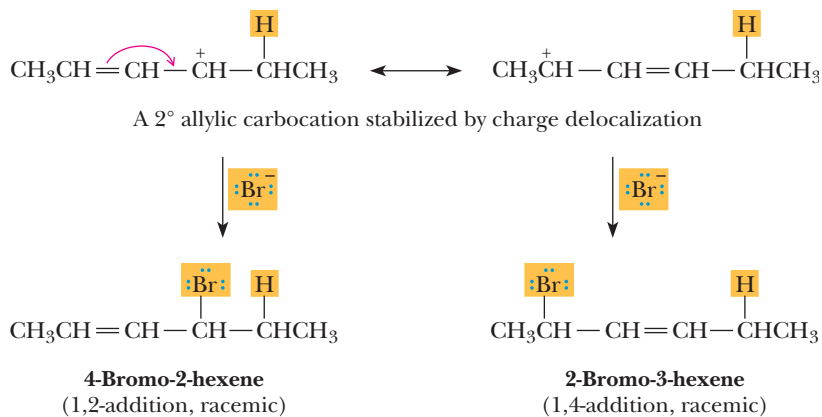 H H
CH3CH=CH—C⁺H—CHCH3 ⟷ CH3C⁺H—CH=CH—CHCH3
A 2° allylic carbocation stabilized by charge delocalization
:Br:⁻ :Br:⁻
:Br: H :Br: H
CH3CH=CH—CH—CHCH3 CH3CH—CH=CH—CHCH3
4-Bromo-2-hexene 2-Bromo-3-hexene
(1,2-addition, racemic) (1,4-addition, racemic)